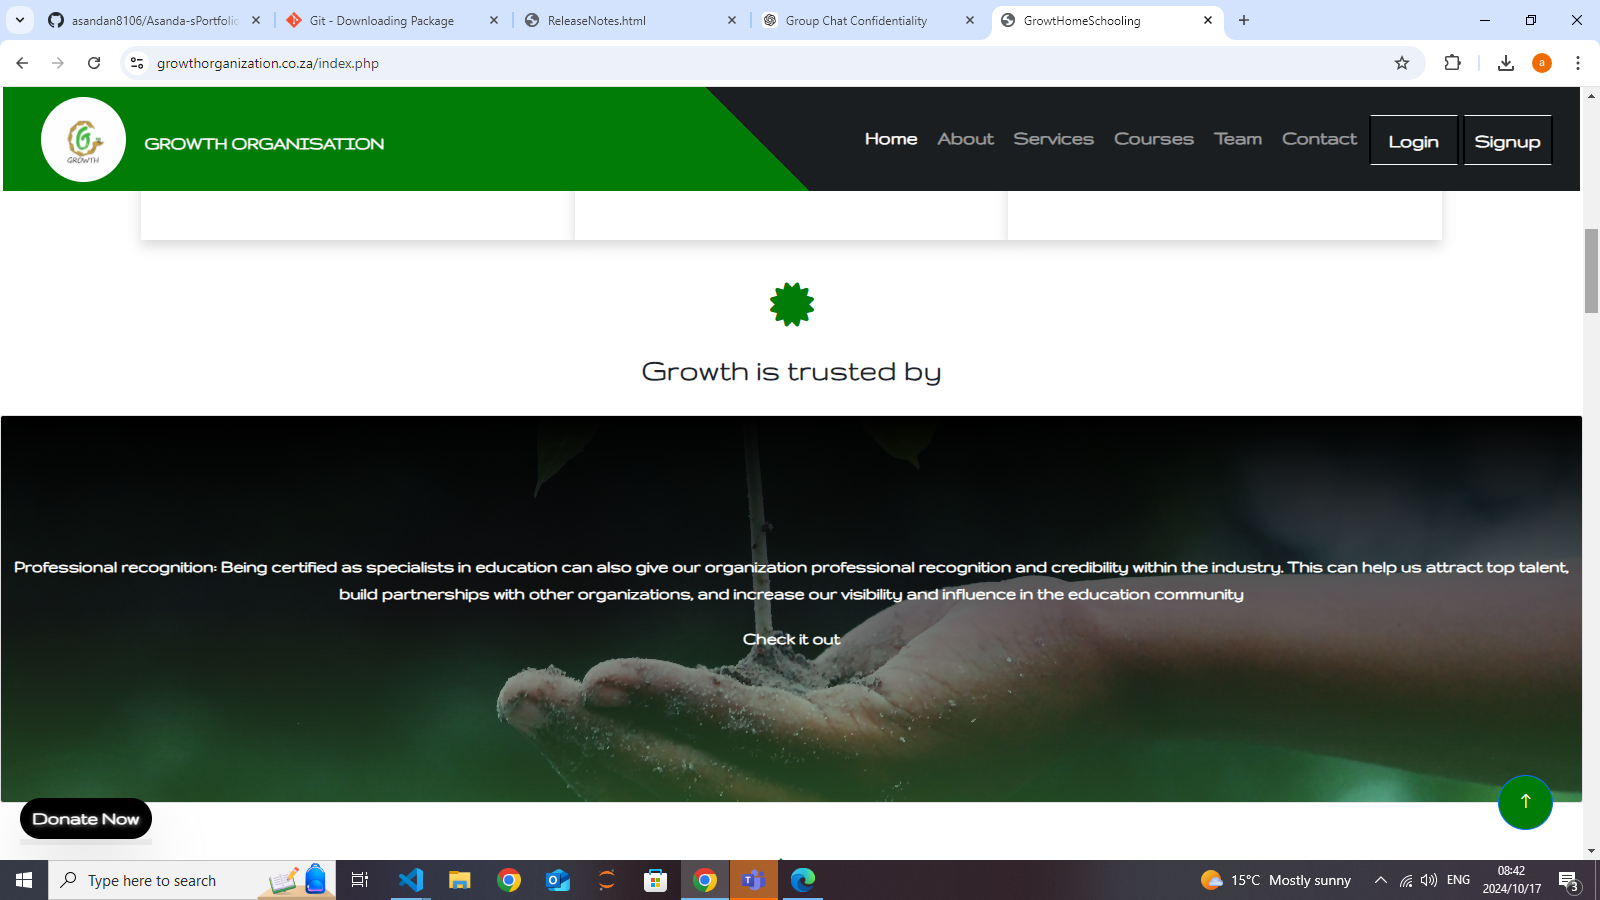 asandan8106/Asanda-sPortfolio
Git - Downloading Package
ReleaseNotes.html
Group Chat Confidentiality
GrowtHomeSchooling
growthorganization.co.za/index.php
a
GROWTH
GROWTH ORGANISATION
Home
About
Services
Courses
Team
Contact
Login
Signup
Growth is trusted by
Professional recognition: Being certified as specialists in education can also give our organization professional recognition and credibility within the industry. This can help us attract top talent,
build partnerships with other organizations, and increase our visibility and influence in the education community
Check it out
Donate Now
Type here to search
15°C Mostly sunny
ENG
08:42
2024/10/17
3